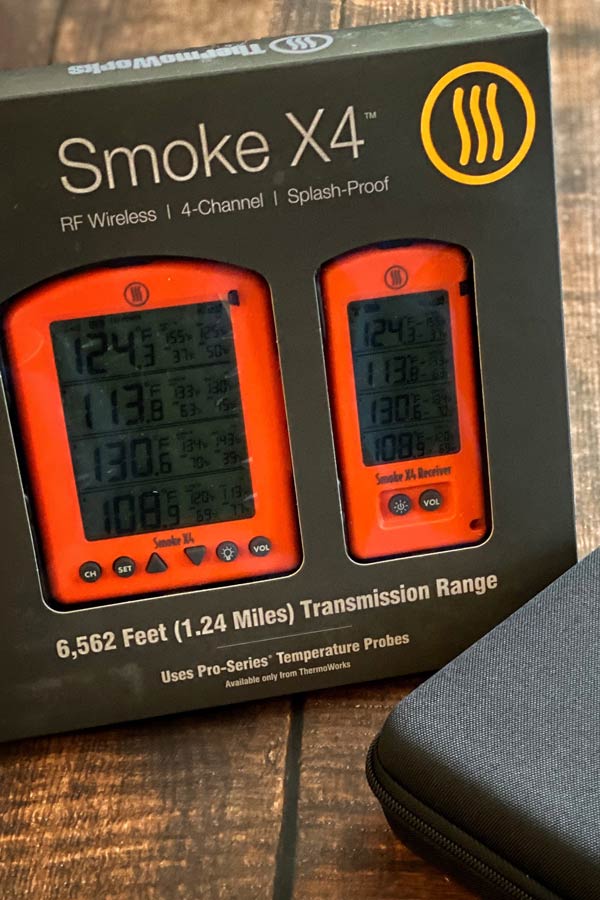 ThermoWorks
Smoke X4™
RF Wireless | 4-Channel | Splash-Proof
124.3°F
113.8°F
130.6°F
108.9°F
Smoke X4
CH SET VOL
124.3
113.8
130.6
108.9
Smoke X4 Receiver
VOL
6,562 Feet (1.24 Miles) Transmission Range
Uses Pro-Series® Temperature Probes
Available only from ThermoWorks